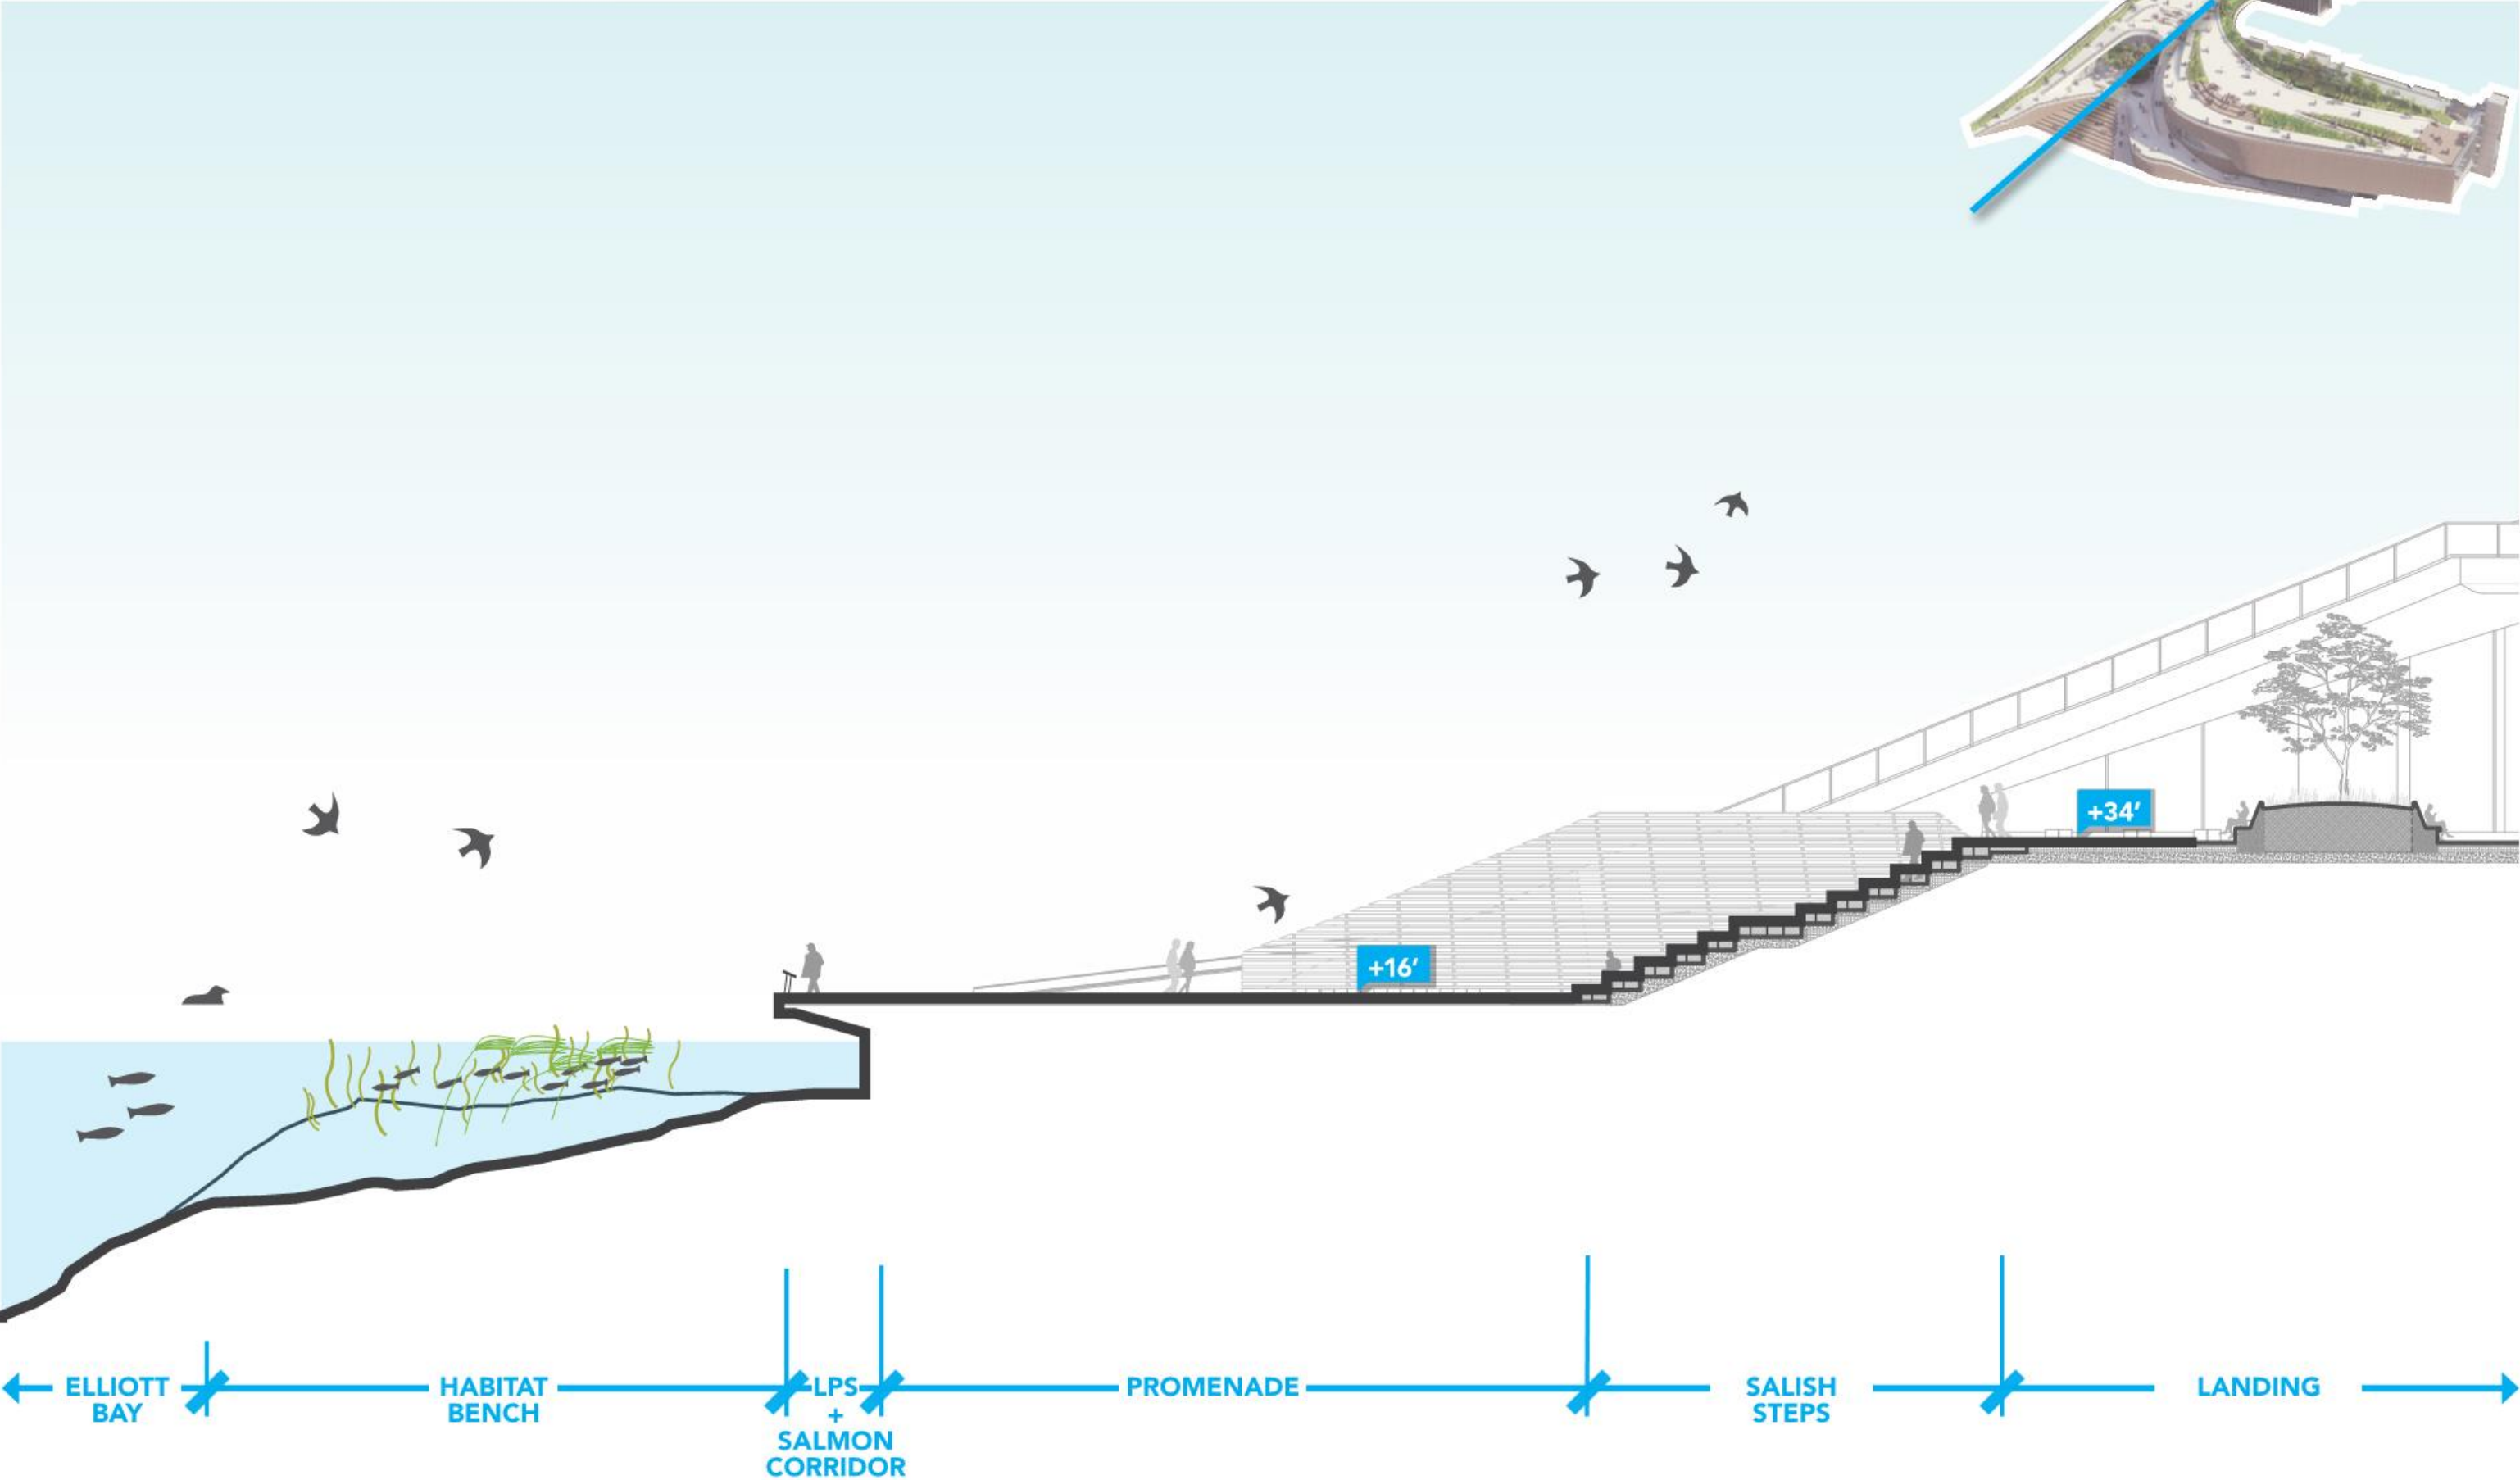 +34′
+16′
ELLIOTT
BAY
HABITAT
BENCH
LPS
+
SALMON
CORRIDOR
PROMENADE
SALISH
STEPS
LANDING